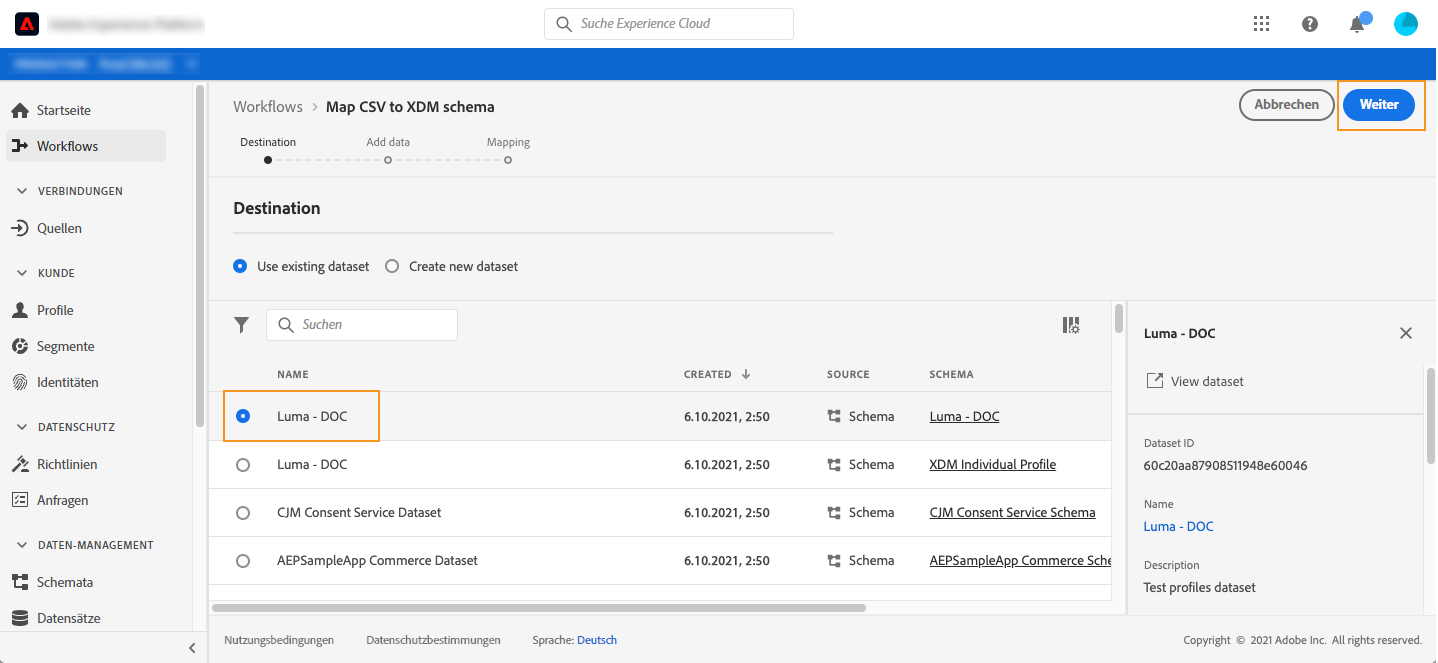 Suche Experience Cloud
Startseite
Workflows
VERBINDUNGEN
Quellen
KUNDE
Profile
Segmente
Identitäten
DATENSCHUTZ
Richtlinien
Anfragen
DATEN-MANAGEMENT
Schemata
Datensätze
Workflows > Map CSV to XDM schema
Abbrechen Weiter
Destination Add data Mapping
Destination
Use existing dataset Create new dataset
Suchen
NAME CREATED SOURCE SCHEMA
Luma - DOC 6.10.2021, 2:50 Schema Luma - DOC
Luma - DOC 6.10.2021, 2:50 Schema XDM Individual Profile
CJM Consent Service Dataset 6.10.2021, 2:50 Schema CJM Consent Service Schema
AEPSampleApp Commerce Dataset 6.10.2021, 2:50 Schema AEPSampleApp Commerce Sche
Luma - DOC
View dataset
Dataset ID
60c20aa87908511948e60046
Name
Luma - DOC
Description
Test profiles dataset
Nutzungsbedingungen Datenschutzbestimmungen Sprache: Deutsch
Copyright © 2021 Adobe Inc. All rights reserved.